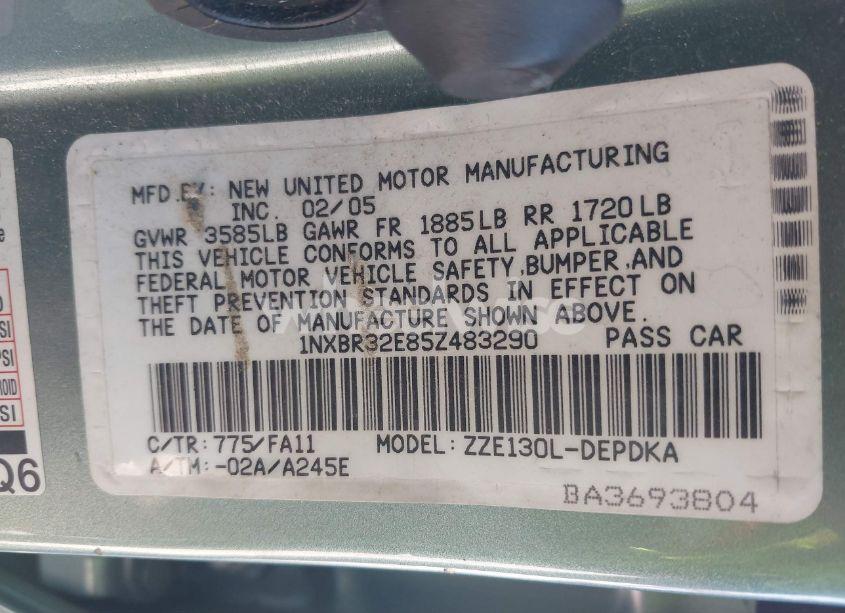 MFD.BY: NEW UNITED MOTOR MANUFACTURING
INC. 02/05
GVWR 3585LB GAWR FR 1885LB RR 1720LB
THIS VEHICLE CONFORMS TO ALL APPLICABLE
FEDERAL MOTOR VEHICLE SAFETY,BUMPER,AND
THEFT PREVENTION STANDARDS IN EFFECT ON
THE DATE OF MANUFACTURE SHOWN ABOVE.
1NXBR32E85Z483290 PASS CAR
C/TR:775/FA11 MODEL:ZZE130L-DEPDKA
A/TM:-02A/A245E
BA3693804
Q6